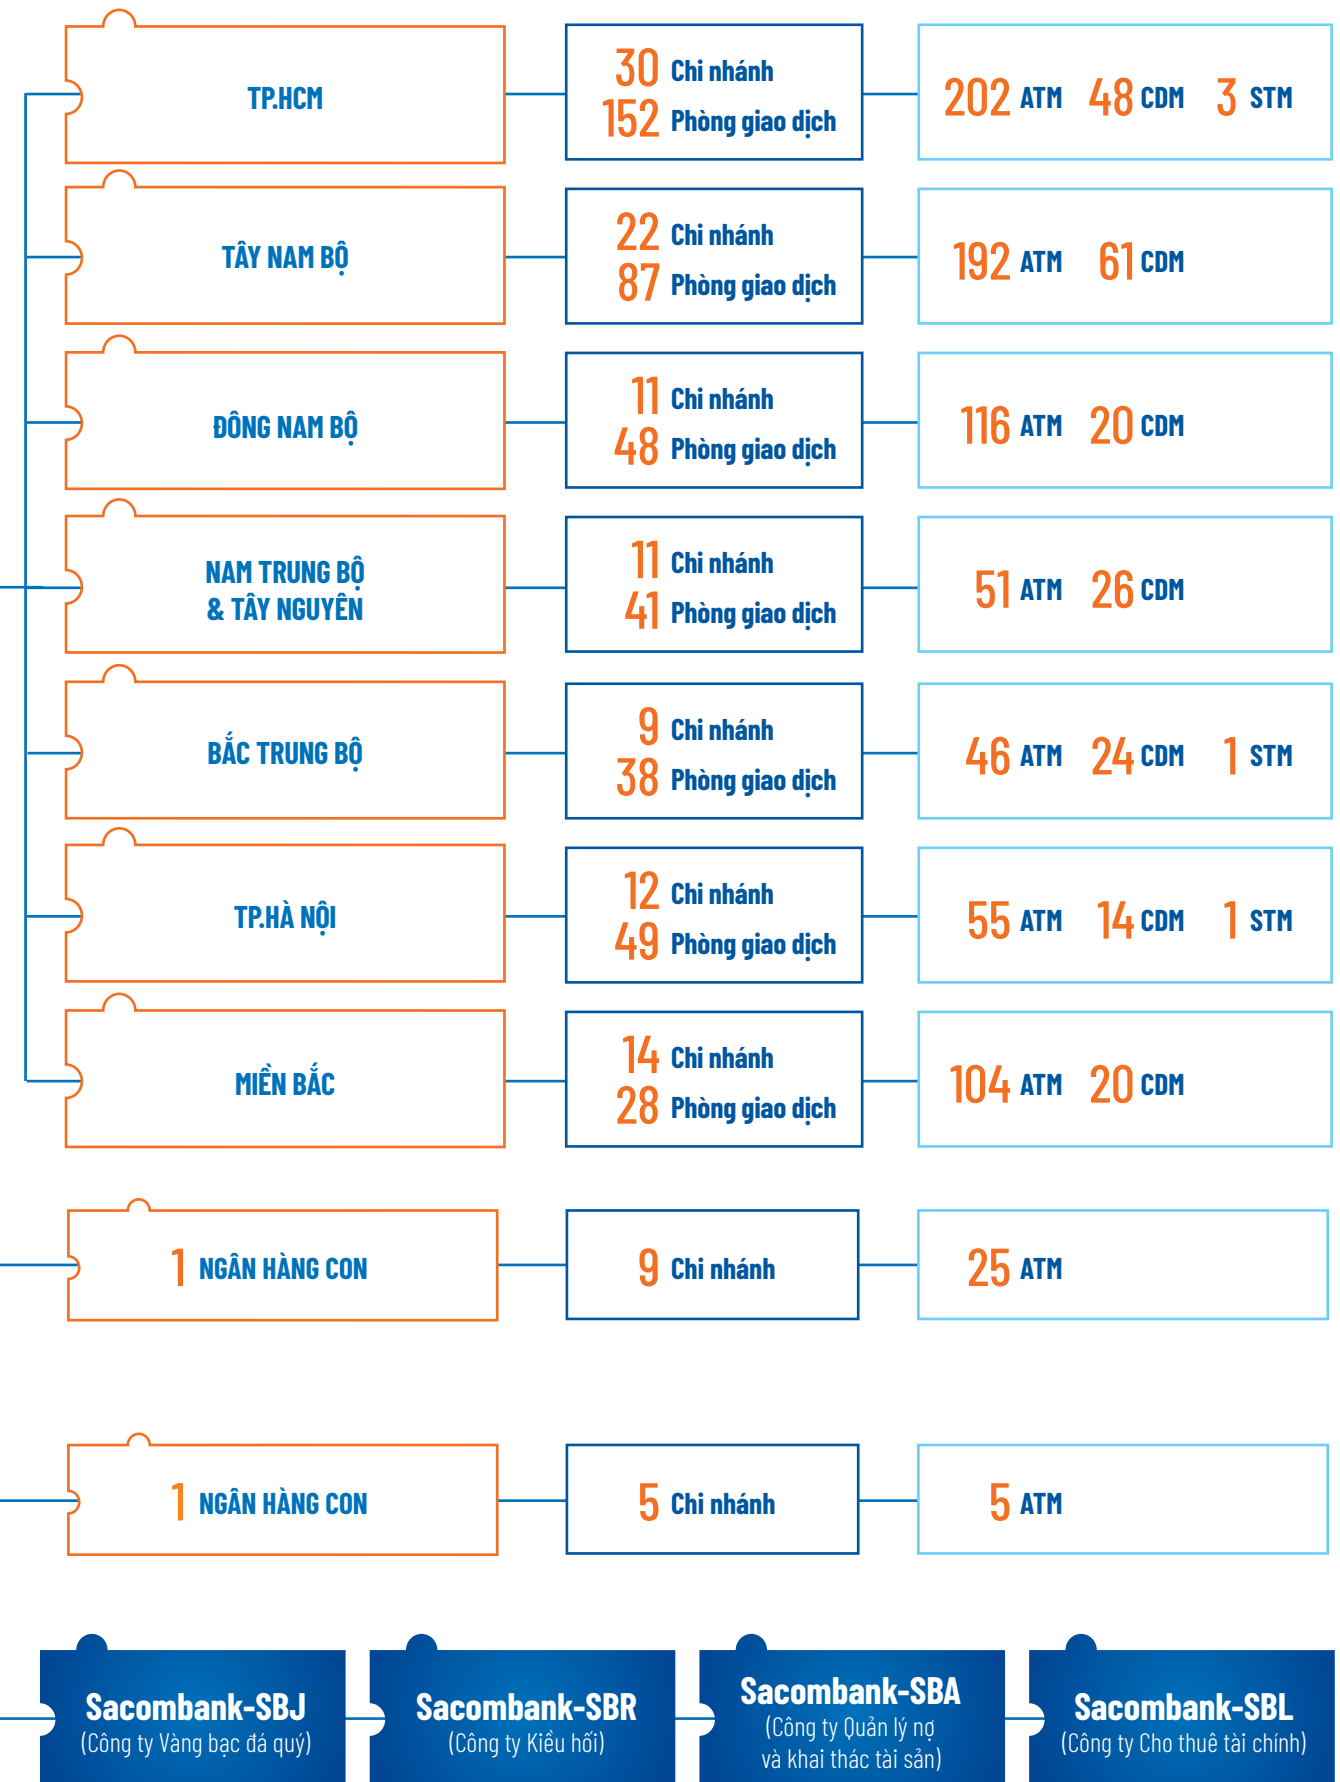 TP.HCM
30 Chi nhánh
152 Phòng giao dịch
202 ATM 48 CDM 3 STM
TÂY NAM BỘ
22 Chi nhánh
87 Phòng giao dịch
192 ATM 61 CDM
ĐÔNG NAM BỘ
11 Chi nhánh
48 Phòng giao dịch
116 ATM 20 CDM
NAM TRUNG BỘ
& TÂY NGUYÊN
11 Chi nhánh
41 Phòng giao dịch
51 ATM 26 CDM
BẮC TRUNG BỘ
9 Chi nhánh
38 Phòng giao dịch
46 ATM 24 CDM 1 STM
TP.HÀ NỘI
12 Chi nhánh
49 Phòng giao dịch
55 ATM 14 CDM 1 STM
MIỀN BẮC
14 Chi nhánh
28 Phòng giao dịch
104 ATM 20 CDM
1 NGÂN HÀNG CON
9 Chi nhánh
25 ATM
1 NGÂN HÀNG CON
5 Chi nhánh
5 ATM
Sacombank-SBJ
(Công ty Vàng bạc đá quý)
Sacombank-SBR
(Công ty Kiều hối)
Sacombank-SBA
(Công ty Quản lý nợ
và khai thác tài sản)
Sacombank-SBL
(Công ty Cho thuê tài chính)